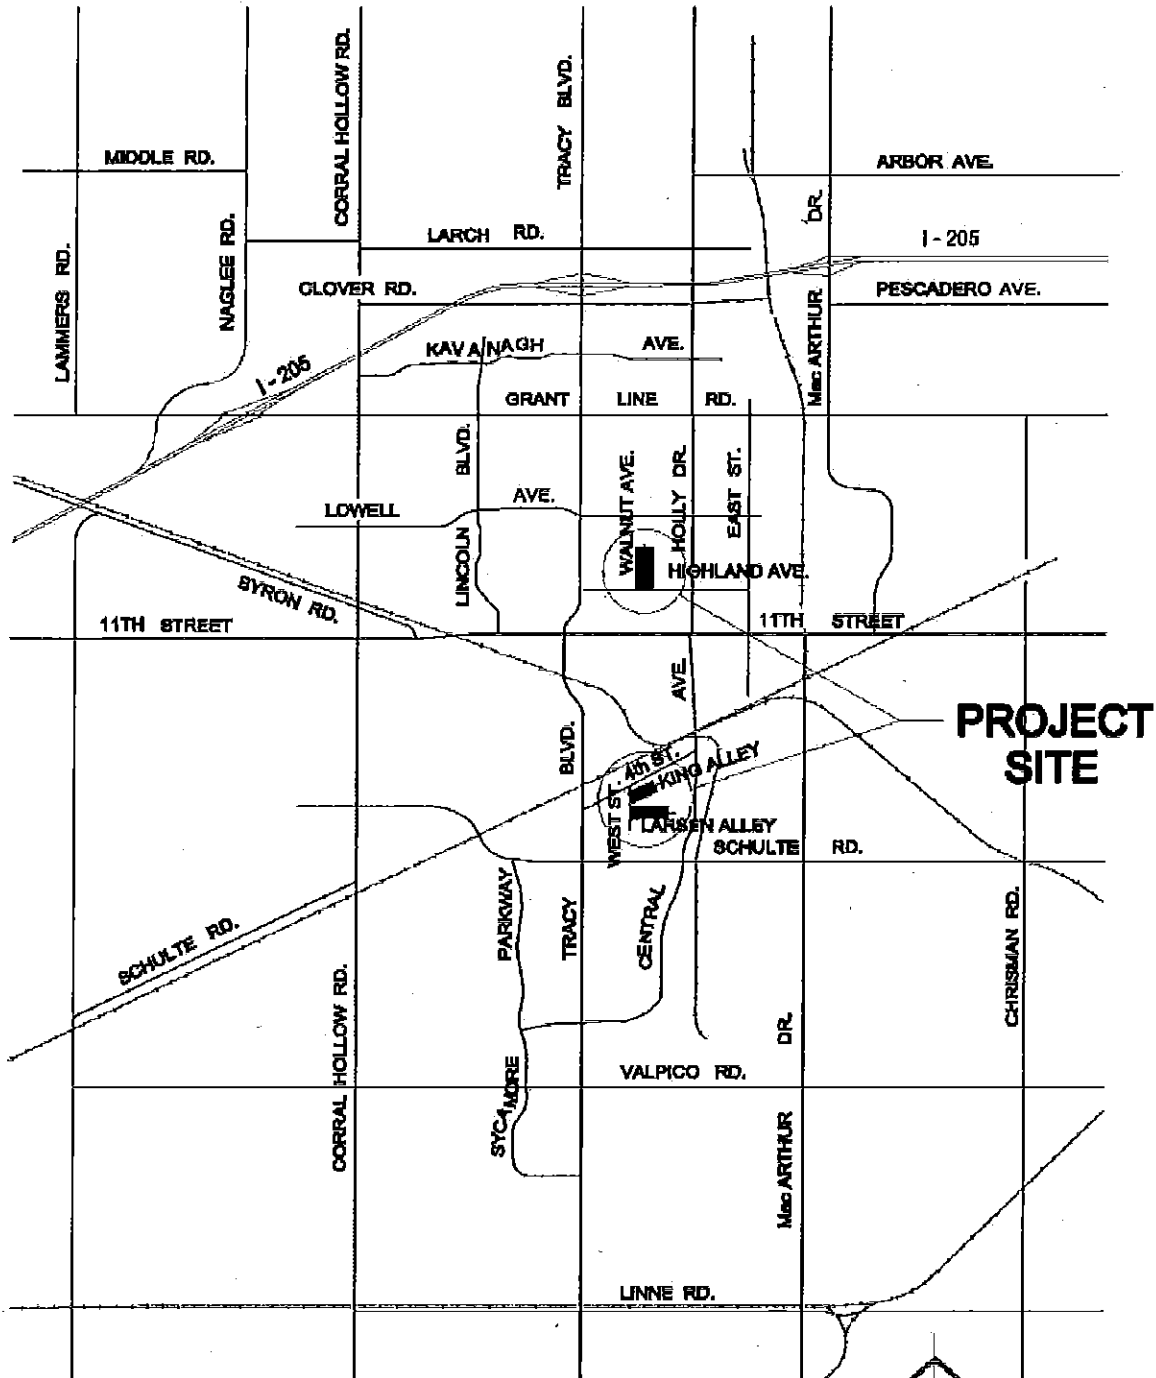 CORRAL HOLLOW RD.
TRACY BLVD.
MIDDLE RD.
ARBOR AVE.
LAMMERS RD.
NAGLEE RD.
LARCH RD.
Mac ARTHUR DR.
I - 205
CLOVER RD.
PESCADERO AVE.
KAVANAGH AVE.
I - 205
GRANT LINE RD.
LINCOLN BLVD.
WALNUT AVE.
HOLLY DR.
EAST ST.
LOWELL AVE.
HIGHLAND AVE.
BYRON RD.
11TH STREET
11TH STREET
PROJECT
SITE
WEST ST.
4th ST.
KING ALLEY
LARSEN ALLEY
SCHULTE RD.
TRACY BLVD.
CENTRAL AVE.
SCHULTE RD.
SYCAMORE PARKWAY
CHRISMAN RD.
CORRAL HOLLOW RD.
Mac ARTHUR DR.
VALPICO RD.
LINNE RD.